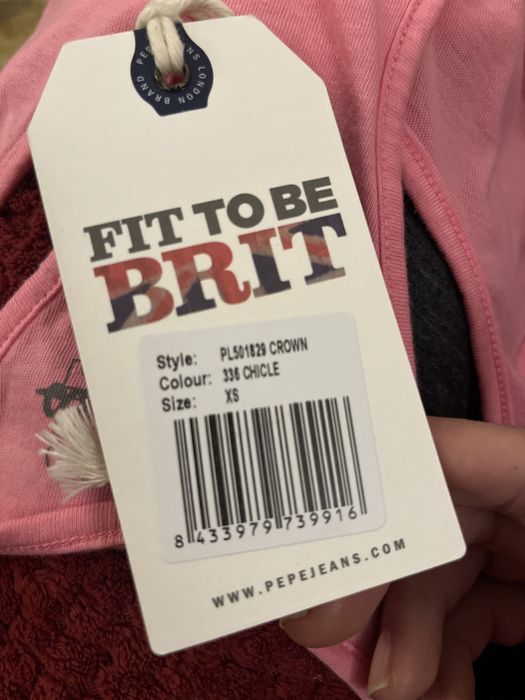 PEPE JEANS LONDON BRAND
FIT TO BE
BRIT
Style: PL501829 CROWN
Colour: 336 CHICLE
Size: XS
8 433979 739916
WWW.PEPEJEANS.COM